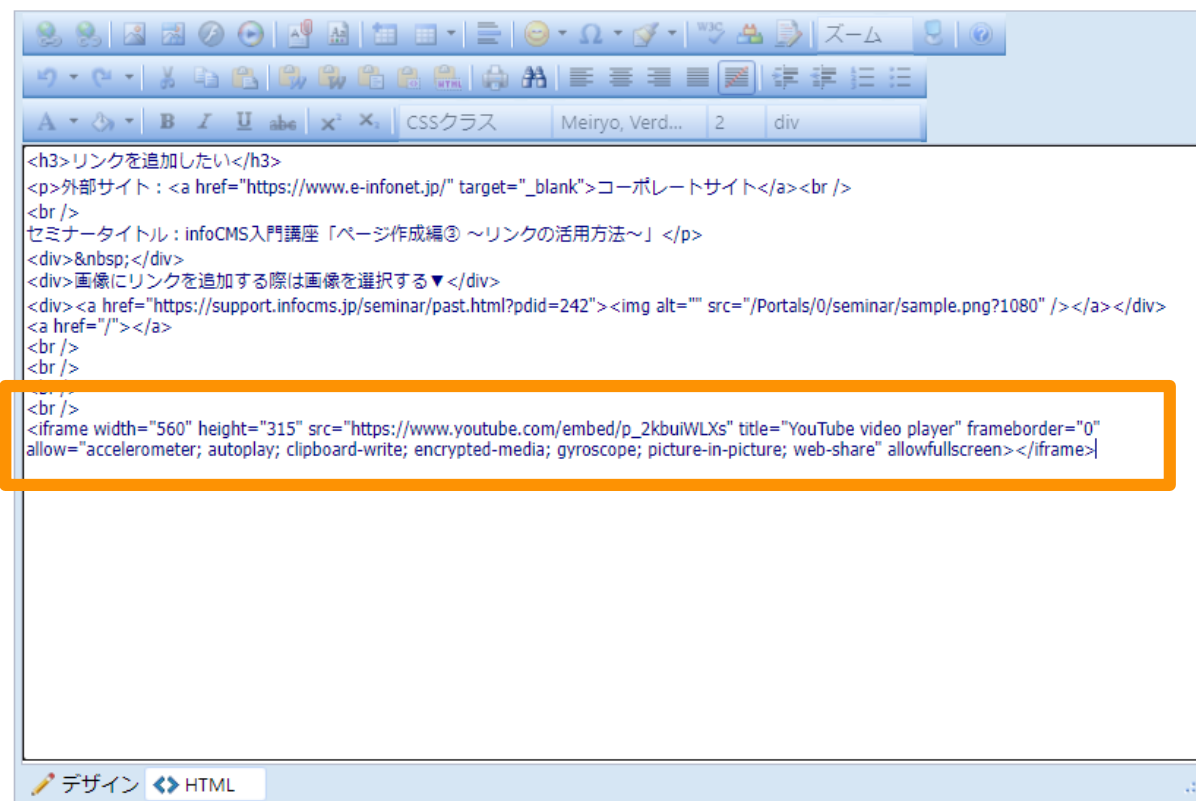 W3C ズーム
HTML
A B I U abc x² ×₂ CSSクラス Meiryo, Verd... 2 div
<h3>リンクを追加したい</h3>
<p>外部サイト：<a href="https://www.e-infonet.jp/" target="_blank">コーポレートサイト</a><br />
<br />
セミナータイトル：infoCMS入門講座「ページ作成編③ ～リンクの活用方法～」</p>
<div>&nbsp;</div>
<div>画像にリンクを追加する際は画像を選択する▼</div>
<div><a href="https://support.infocms.jp/seminar/past.html?pdid=242"><img alt="" src="/Portals/0/seminar/sample.png?1080" /></a></div>
<a href="/"></a>
<br />
<br />
<br />
<br />
<iframe width="560" height="315" src="https://www.youtube.com/embed/p_2kbuiWLXs" title="YouTube video player" frameborder="0"
allow="accelerometer; autoplay; clipboard-write; encrypted-media; gyroscope; picture-in-picture; web-share" allowfullscreen></iframe>
デザイン HTML